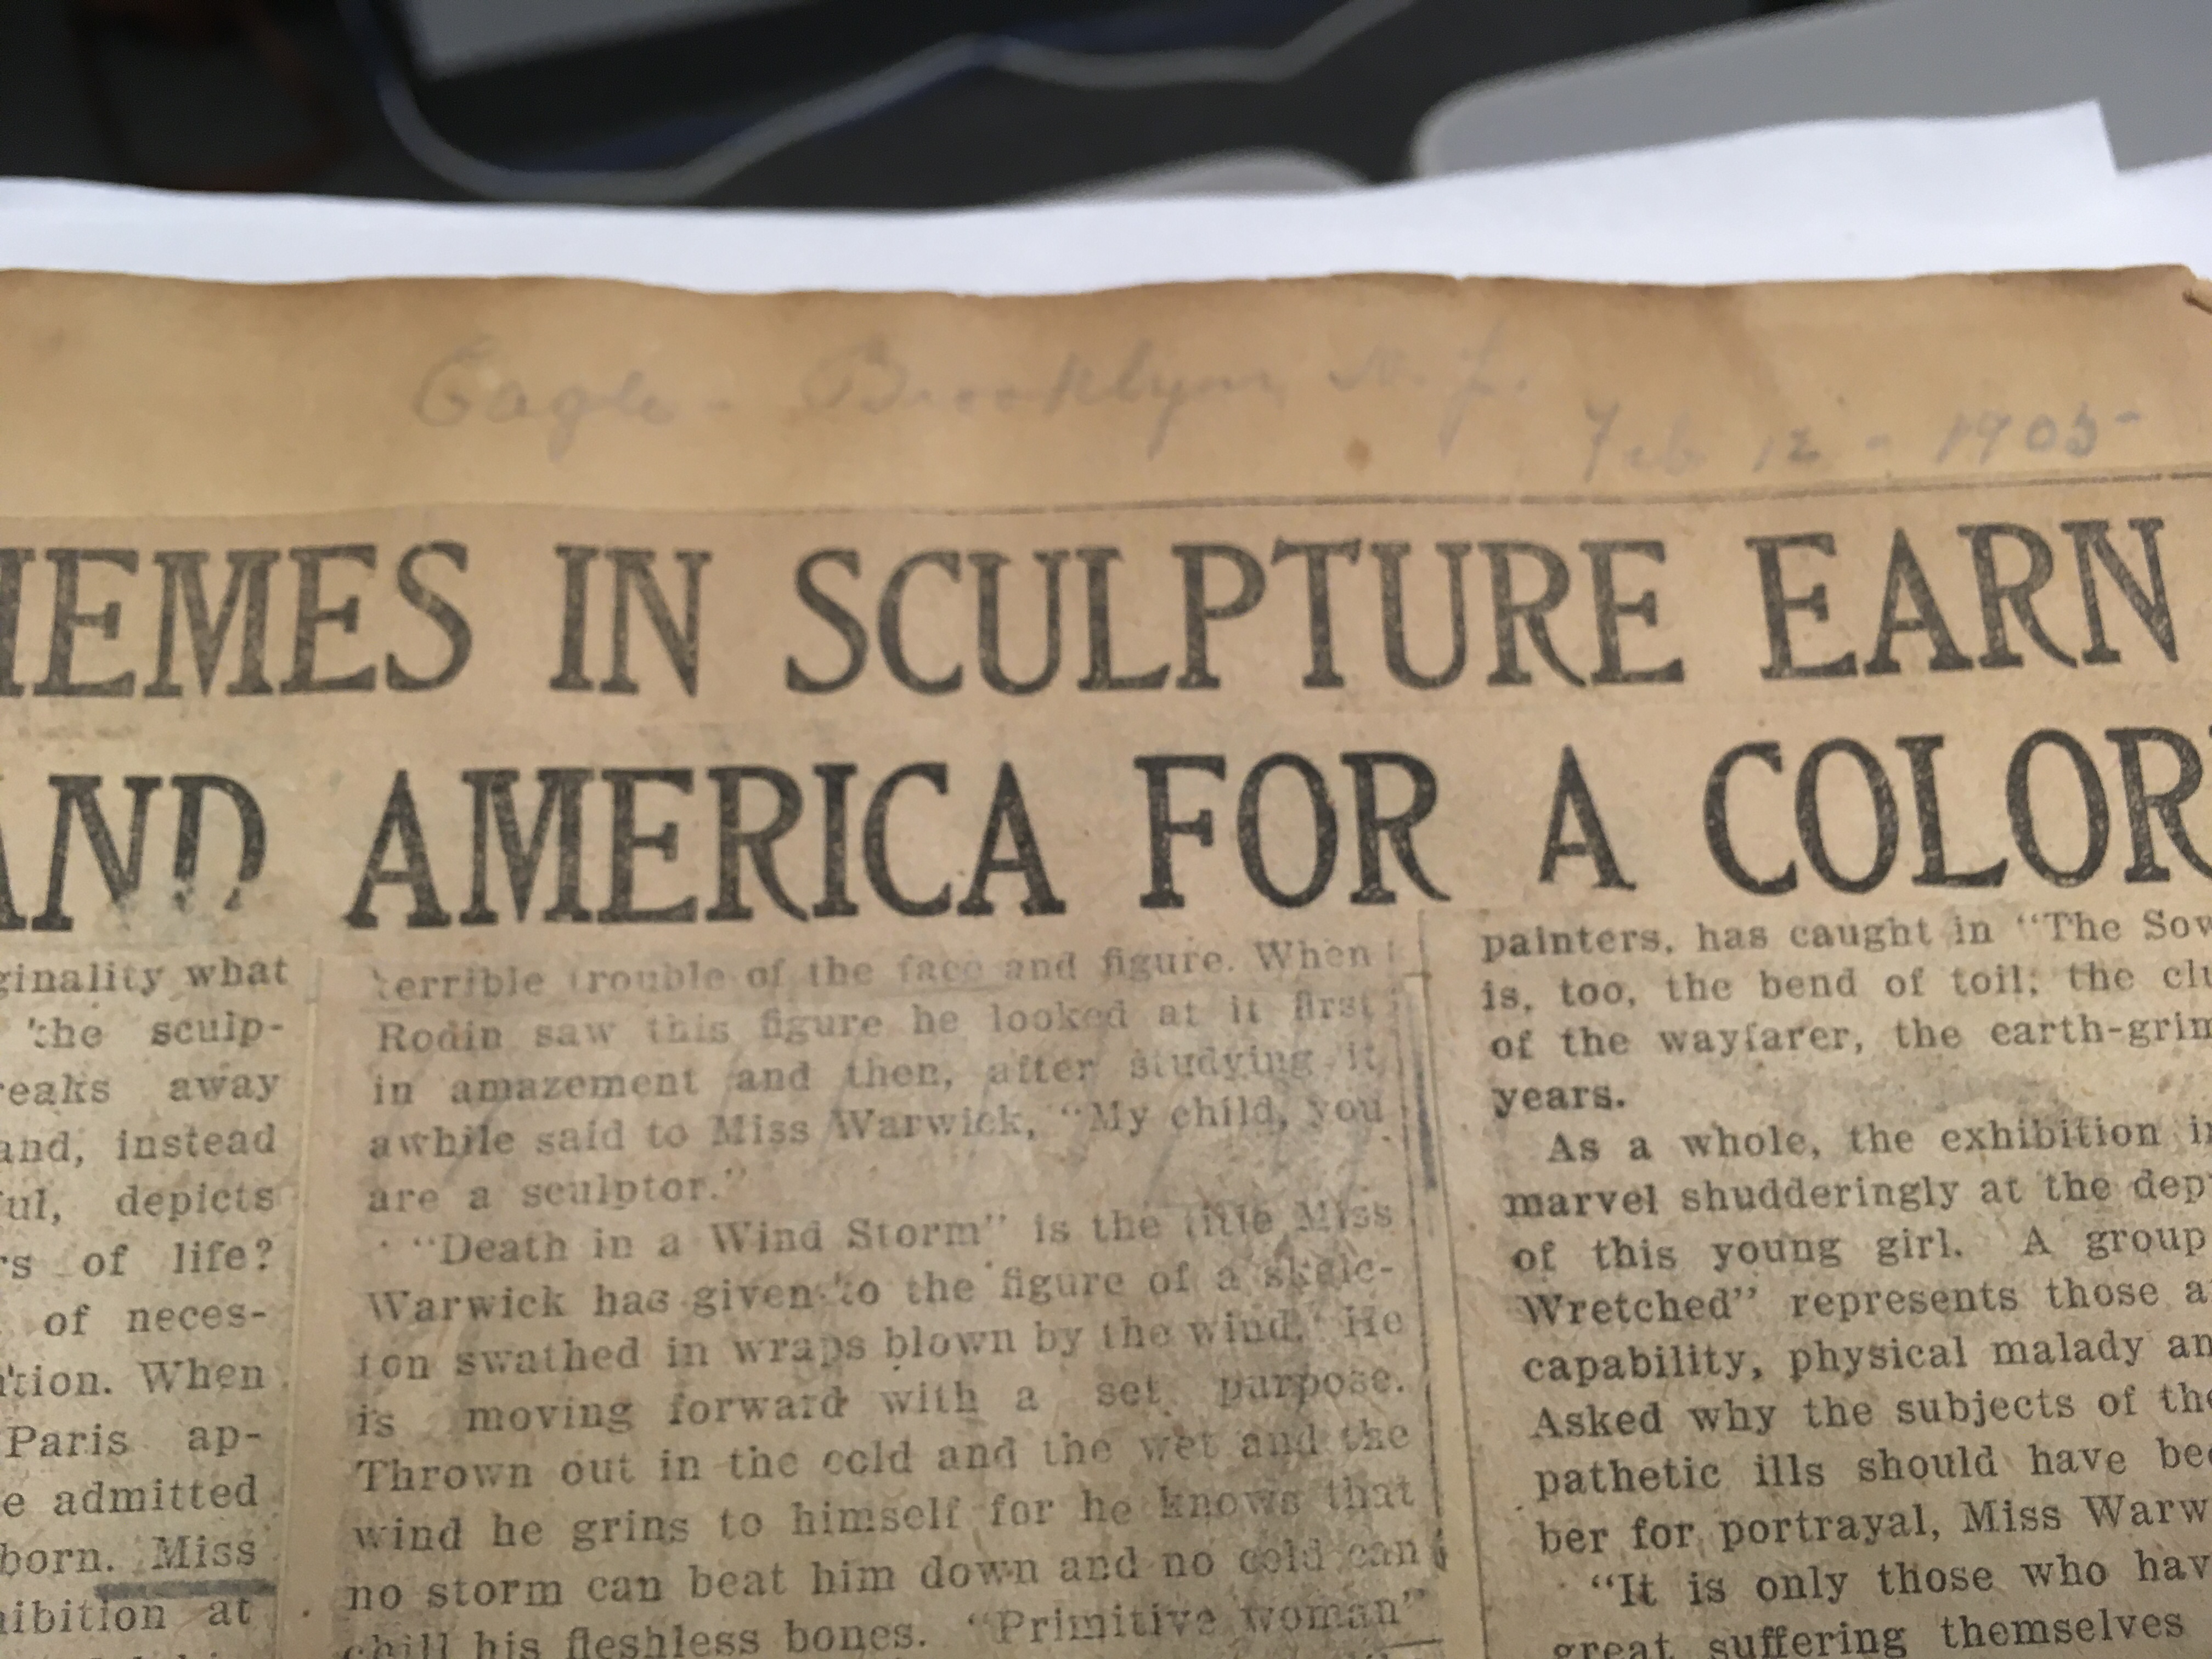 Eagle - Brooklyn N.Y.
Feb 12 - 1905-
HEMES IN SCULPTURE EARN
AND AMERICA FOR A COLOR
ginality what
the sculp-
reaks away
and, instead
ful, depicts
rs of life?
of neces-
tion. When
Paris ap-
e admitted
born. Miss
hibition at
terrible trouble of the face and figure. When
Rodin saw this figure he looked at it first
in amazement and then, after studying it
awhile said to Miss Warwick, "My child, you
are a sculptor."
"Death in a Wind Storm" is the title Miss
Warwick has given to the figure of a skele-
ton swathed in wraps blown by the wind. He
is moving forward with a set purpose.
Thrown out in the cold and the wet and the
wind he grins to himself for he knows that
no storm can beat him down and no cold can
chill his fleshless bones. "Primitive woman"
painters, has caught in "The Sow
is, too, the bend of toil; the clu
of the wayfarer, the earth-grim
years.
As a whole, the exhibition i
marvel shudderingly at the dep
of this young girl. A group
Wretched" represents those a
capability, physical malady an
Asked why the subjects of the
pathetic ills should have bee
ber for portrayal, Miss Warw
"It is only those who hav
great suffering themselves